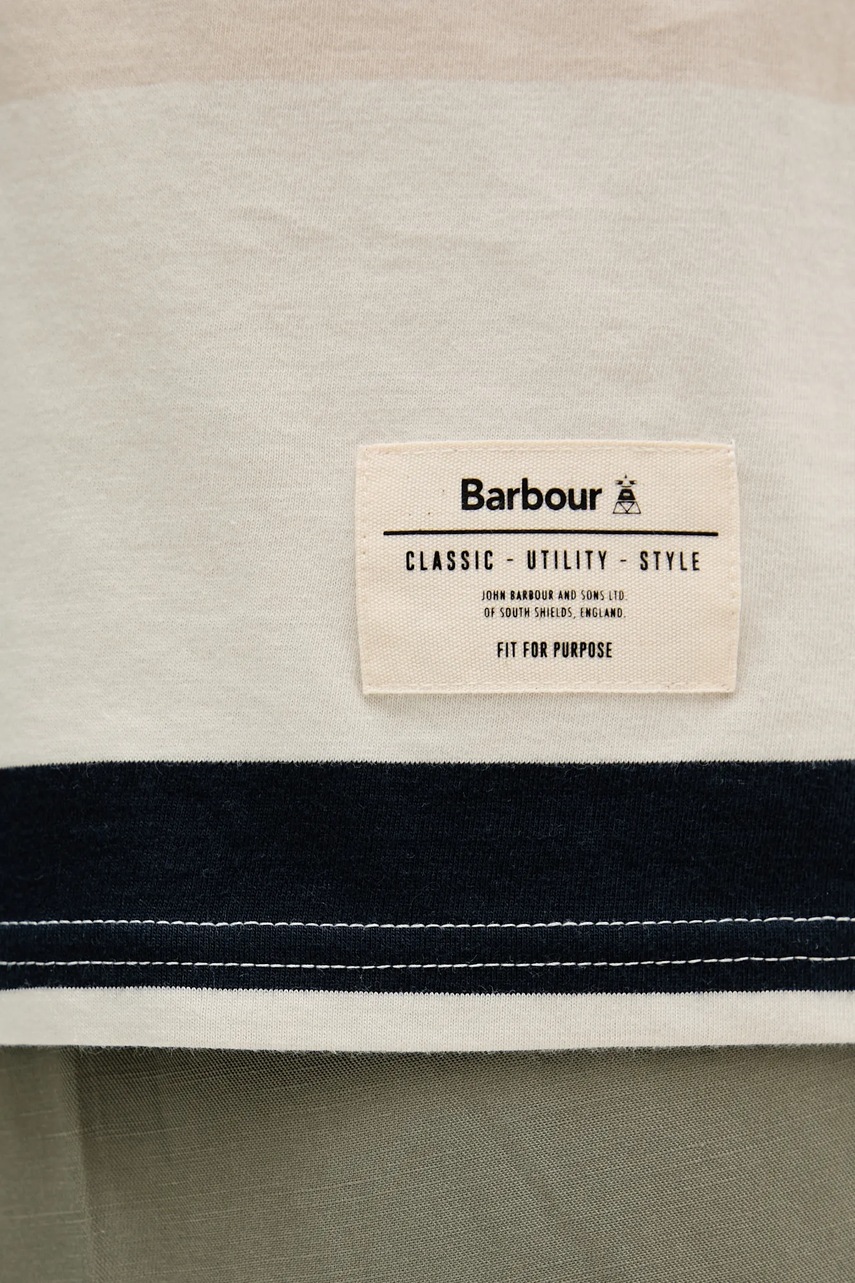 Barbour
CLASSIC - UTILITY - STYLE
JOHN BARBOUR AND SONS LTD.
OF SOUTH SHIELDS, ENGLAND.
FIT FOR PURPOSE